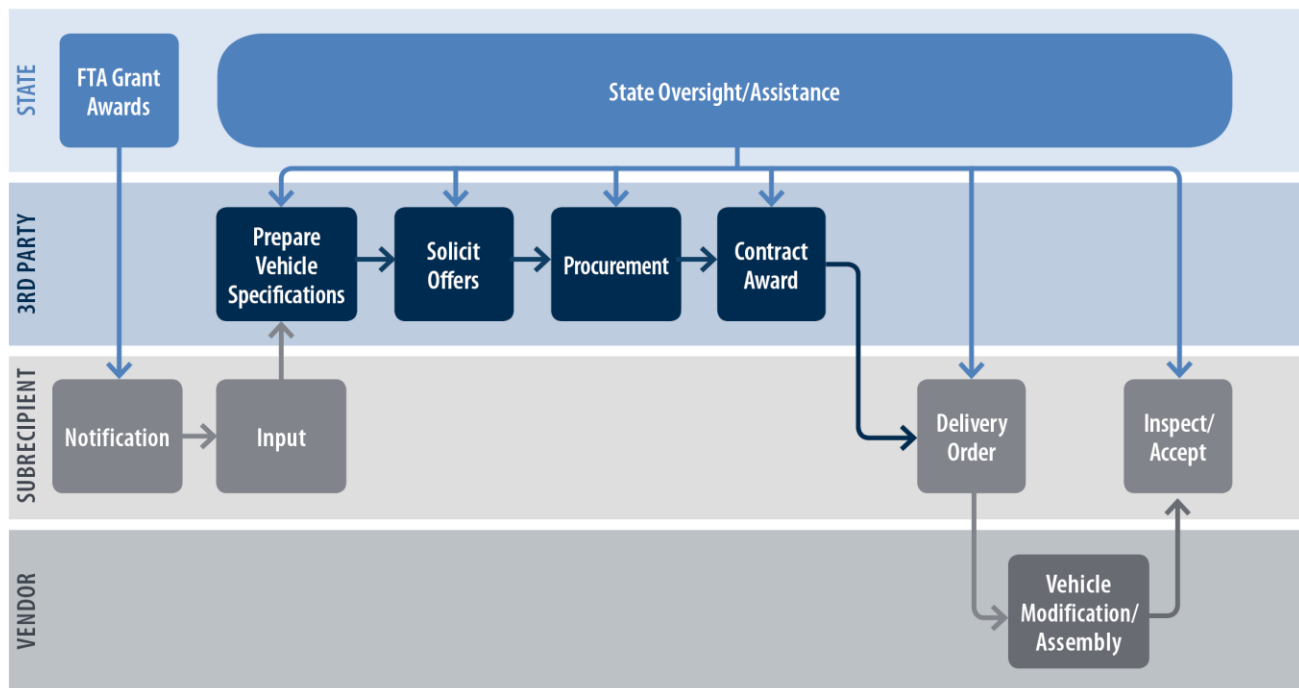 STATE
FTA Grant
Awards
State Oversight/Assistance
3RD PARTY
Prepare
Vehicle
Specifications
Solicit
Offers
Procurement
Contract
Award
SUBRECIPIENT
Notification
Input
Delivery
Order
Inspect/
Accept
VENDOR
Vehicle
Modification/
Assembly